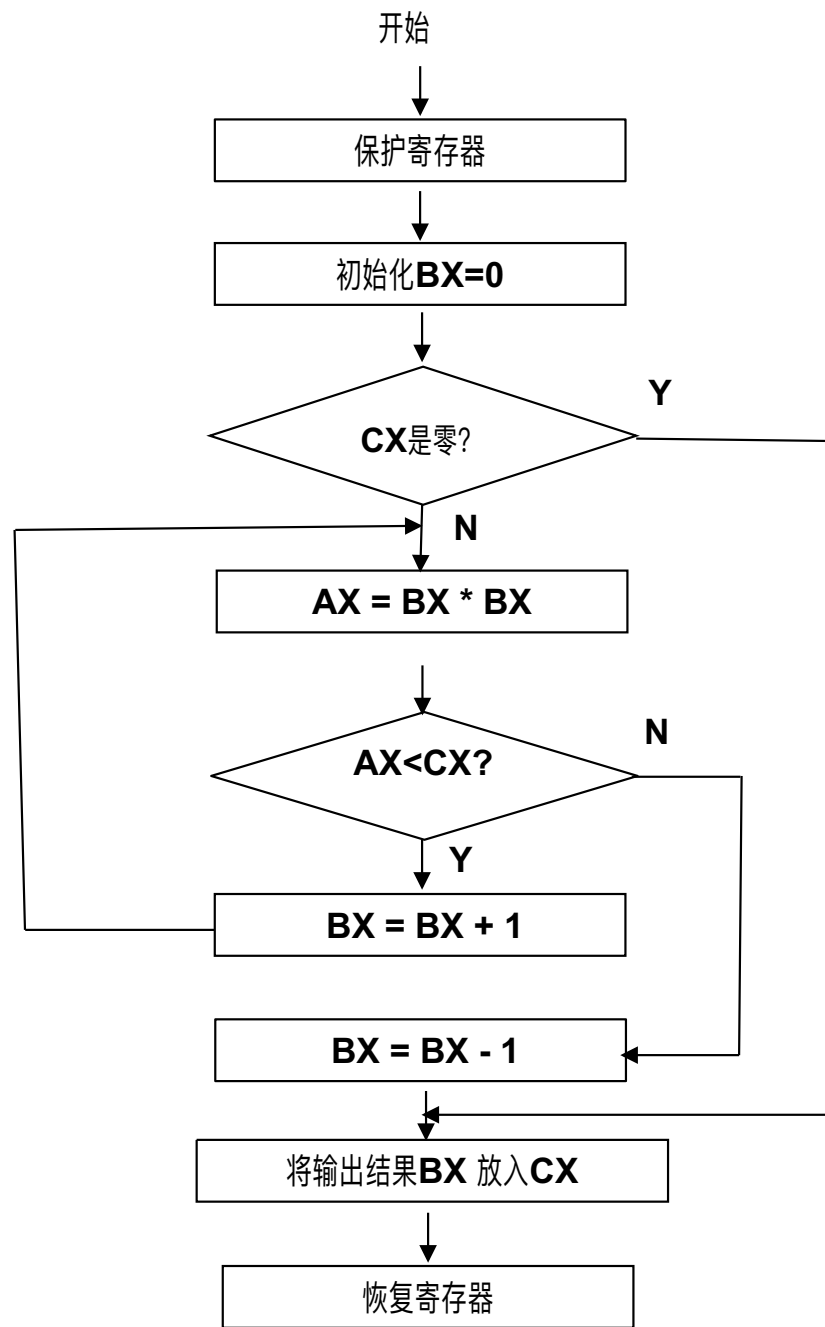 开始
保护寄存器
初始化BX=0
CX是零?
Y
N
AX = BX * BX
AX<CX?
N
Y
BX = BX + 1
BX = BX - 1
将输出结果BX 放入CX
恢复寄存器